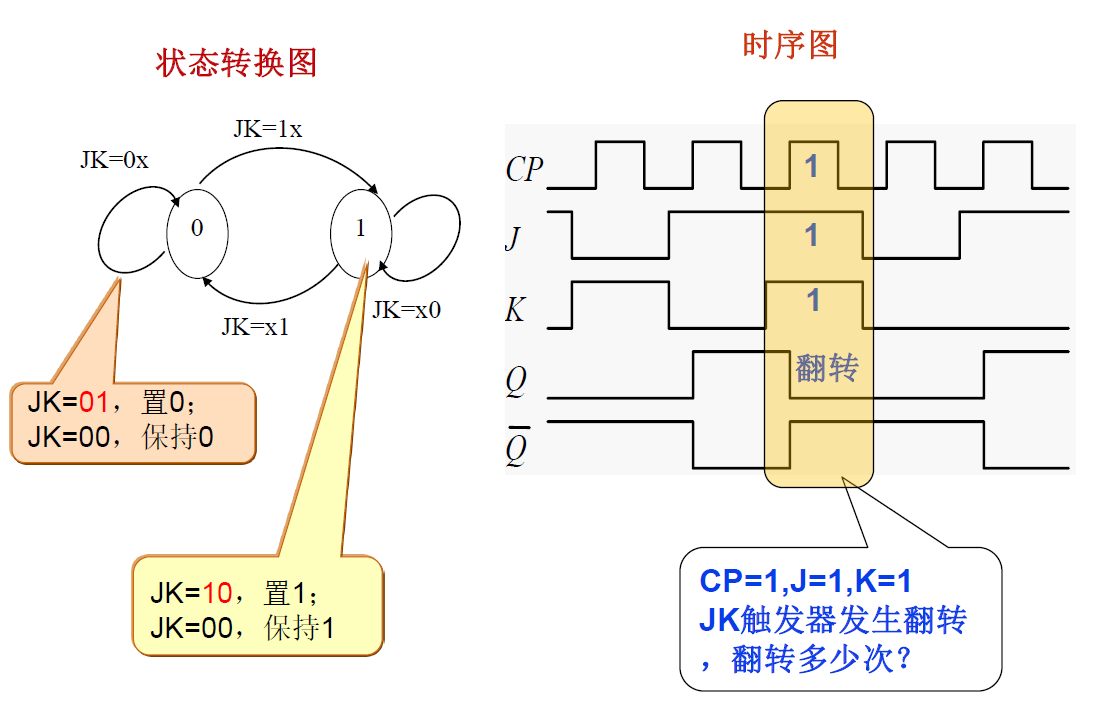 状态转换图
JK=1x
JK=0x
0
1
JK=x1
JK=x0
JK=01，置0；
JK=00，保持0
JK=10，置1；
JK=00，保持1
时序图
CP
1
J
1
K
1
Q
翻转
Q̅
CP=1,J=1,K=1
JK触发器发生翻转
，翻转多少次？